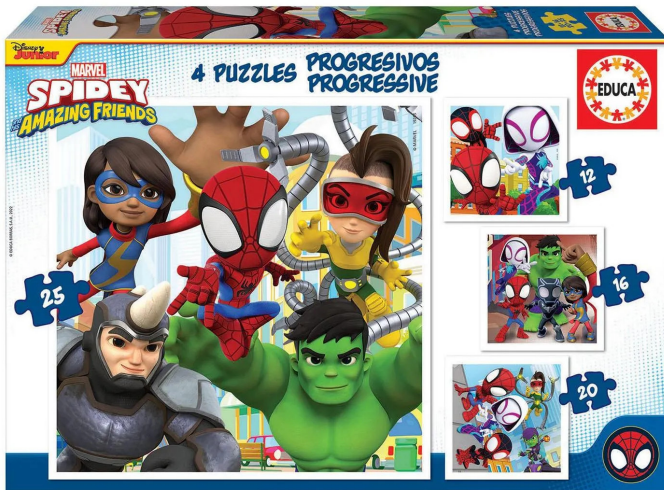 Disney
Junior
MARVEL
SPIDEY
and his
AMAZING FRIENDS
4 PUZZLES PROGRESIVOS
PROGRESSIVE
EDUCA
12
25
16
20